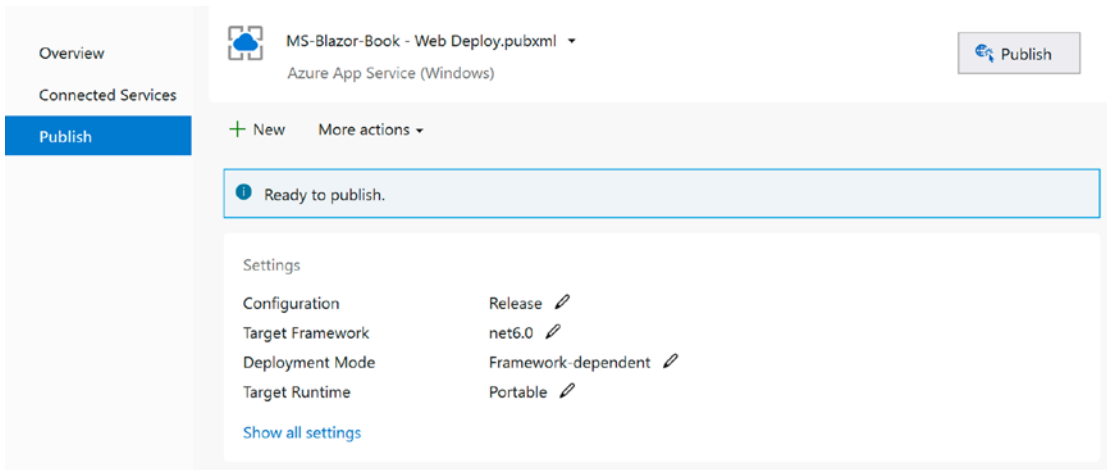 Overview
Connected Services
Publish
MS-Blazor-Book - Web Deploy.pubxml
Azure App Service (Windows)
Publish
New
More actions
Ready to publish.
Settings
Configuration Release
Target Framework net6.0
Deployment Mode Framework-dependent
Target Runtime Portable
Show all settings